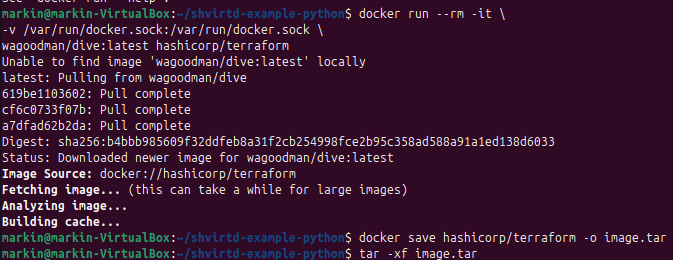 see 'docker run --help'.
markin@markin-VirtualBox:~/shvirtd-example-python$ docker run --rm -it \
-v /var/run/docker.sock:/var/run/docker.sock \
wagoodman/dive:latest hashicorp/terraform
Unable to find image 'wagoodman/dive:latest' locally
latest: Pulling from wagoodman/dive
619be1103602: Pull complete
cf6c0733f07b: Pull complete
a7dfad62b2da: Pull complete
Digest: sha256:b4bbb985609f32ddfeb8a31f2cb254998fce2b95c358ad588a91a1ed138d6033
Status: Downloaded newer image for wagoodman/dive:latest
Image Source: docker://hashicorp/terraform
Fetching image... (this can take a while for large images)
Analyzing image...
Building cache...
markin@markin-VirtualBox:~/shvirtd-example-python$ docker save hashicorp/terraform -o image.tar
markin@markin-VirtualBox:~/shvirtd-example-python$ tar -xf image.tar